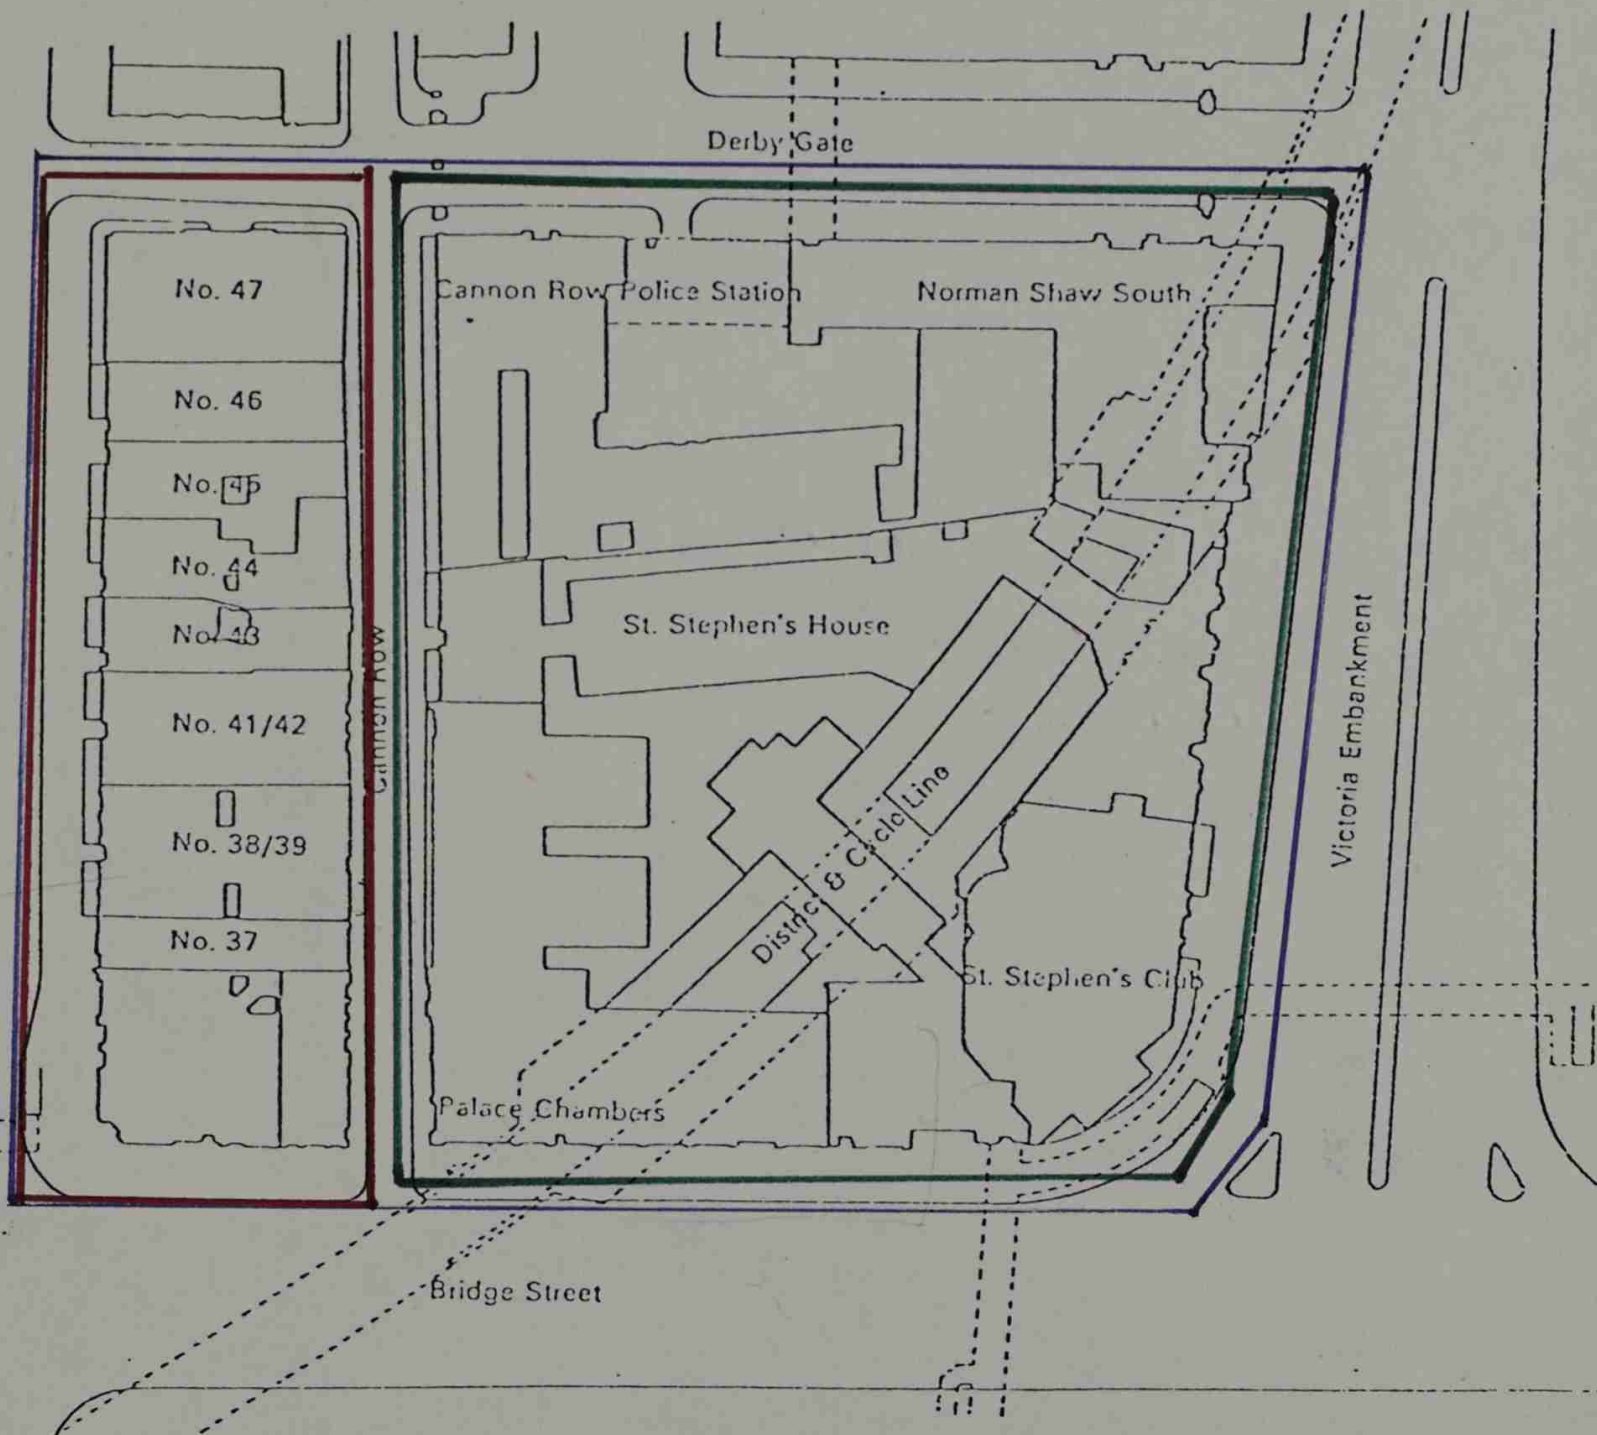 Derby Gate
No. 47
Cannon Row Police Station
Norman Shaw South
No. 46
No. 45
No. 44
No. 43
St. Stephen's House
Cannon Row
Victoria Embankment
No. 41/42
No. 38/39
District & Circle Line
No. 37
St. Stephen's Club
Palace Chambers
Bridge Street